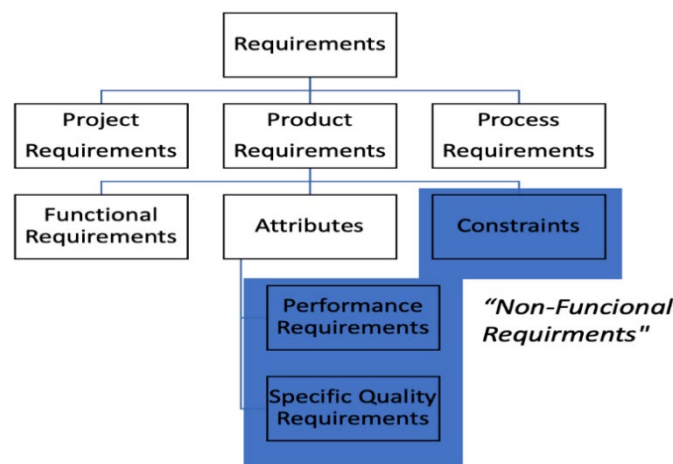 Requirements
Project
Requirements
Product
Requirements
Process
Requirements
Functional
Requirements
Attributes
Constraints
Performance
Requirements
Specific Quality
Requirements
“Non-Funcional
Requirments"